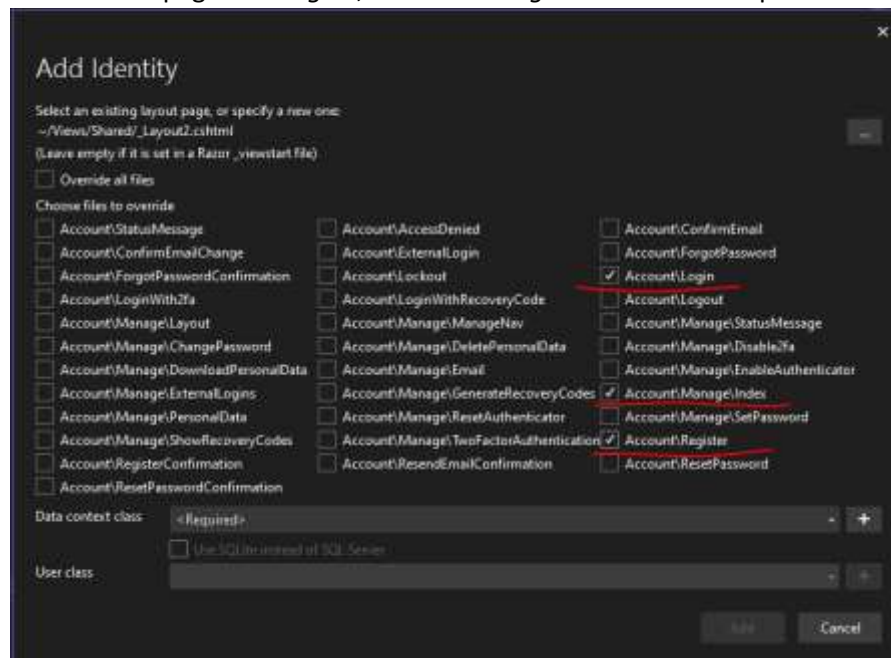 Add Identity
Select an existing layout page, or specify a new one:
~/Views/Shared/_Layout2.cshtml
...
(Leave empty if it is set in a Razor _viewstart file)
Override all files
Choose files to override
Account\StatusMessage Account\AccessDenied Account\ConfirmEmail
Account\ConfirmEmailChange Account\ExternalLogin Account\ForgotPassword
Account\ForgotPasswordConfirmation Account\Lockout Account\Login
Account\LoginWith2fa Account\LoginWithRecoveryCode Account\Logout
Account\Manage\Layout Account\Manage\ManageNav Account\Manage\StatusMessage
Account\Manage\ChangePassword Account\Manage\DeletePersonalData Account\Manage\Disable2fa
Account\Manage\DownloadPersonalData Account\Manage\Email Account\Manage\EnableAuthenticator
Account\Manage\ExternalLogins Account\Manage\GenerateRecoveryCodes Account\Manage\Index
Account\Manage\PersonalData Account\Manage\ResetAuthenticator Account\Manage\SetPassword
Account\Manage\ShowRecoveryCodes Account\Manage\TwoFactorAuthentication Account\Register
Account\RegisterConfirmation Account\ResendEmailConfirmation Account\ResetPassword
Account\ResetPasswordConfirmation
Data context class <Required>
Use SQLite instead of SQL Server
User class
Add Cancel